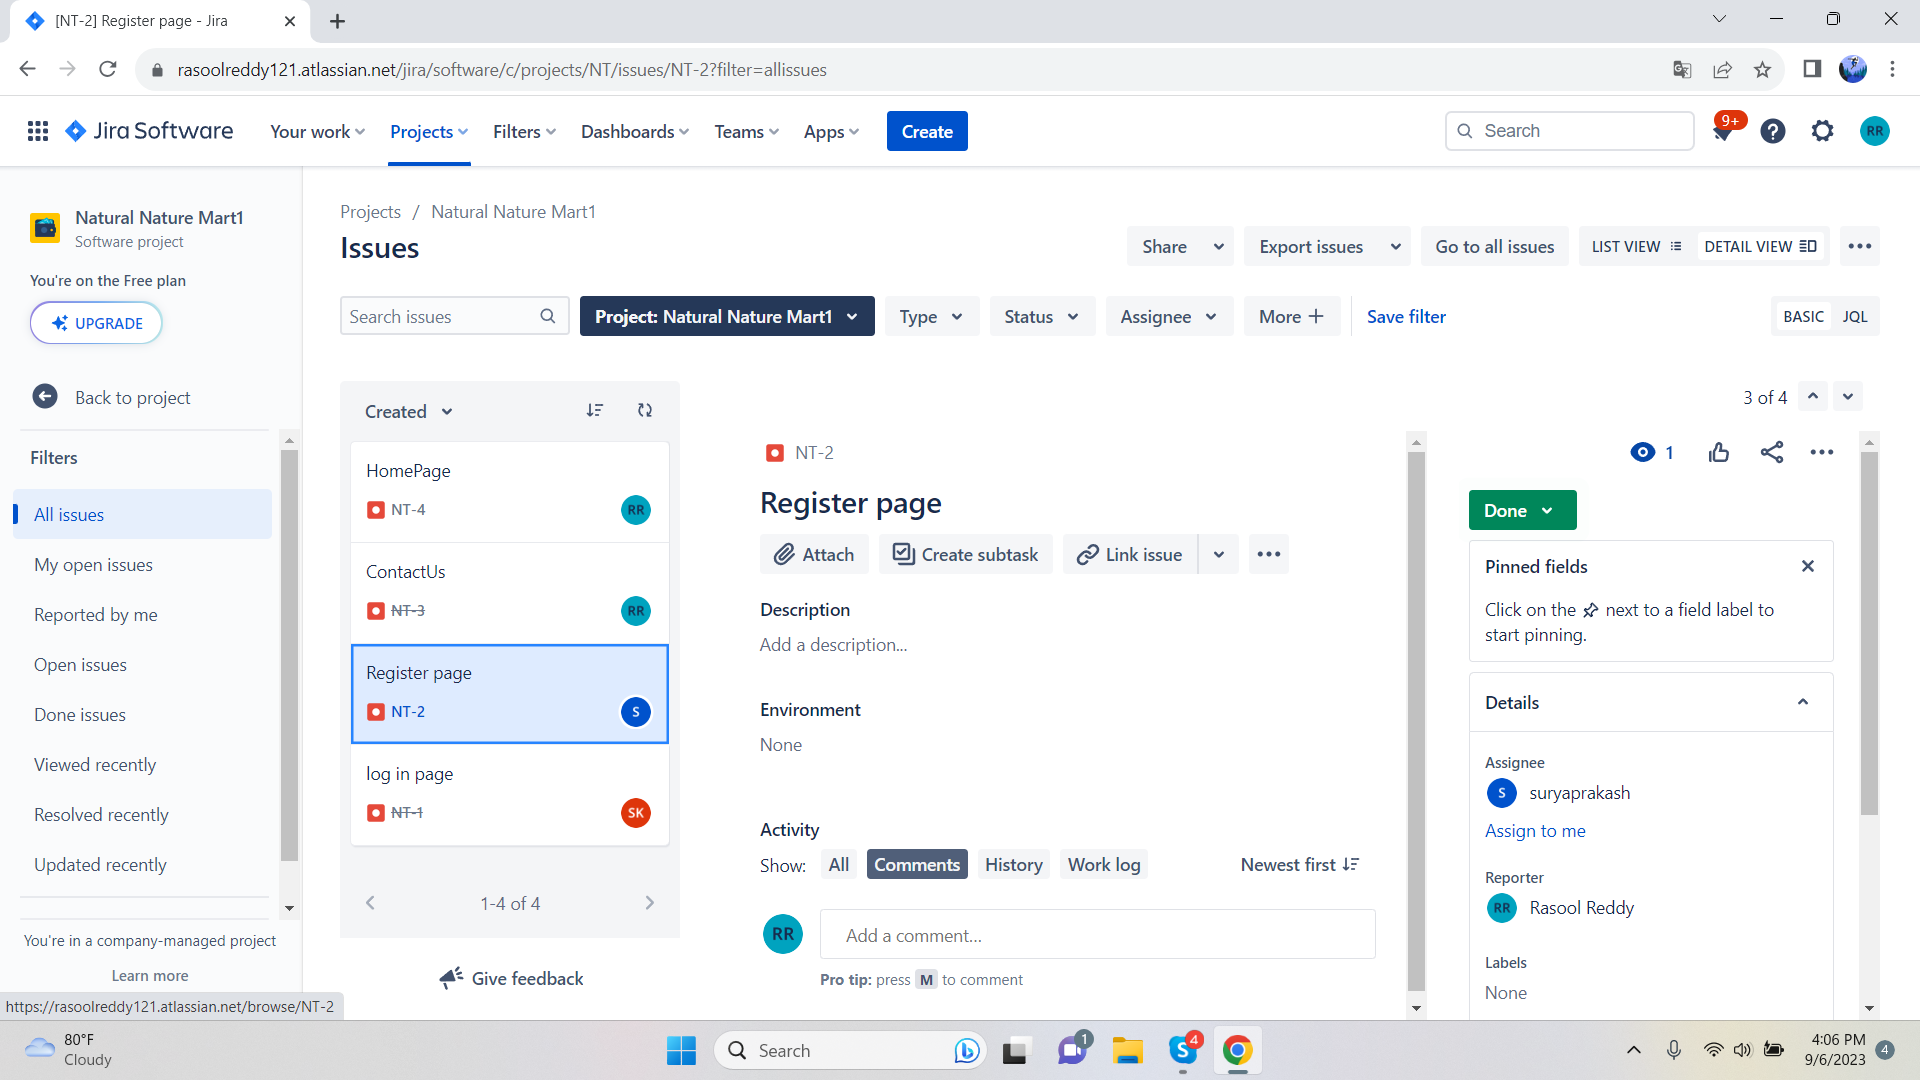 [NT-2] Register page - Jira
rasoolreddy121.atlassian.net/jira/software/c/projects/NT/issues/NT-2?filter=allissues
Jira Software
Your work
Projects
Filters
Dashboards
Teams
Apps
Create
Search
9+
RR
Natural Nature Mart1
Software project
You're on the Free plan
UPGRADE
Back to project
Filters
All issues
My open issues
Reported by me
Open issues
Done issues
Viewed recently
Resolved recently
Updated recently
You're in a company-managed project
Learn more
https://rasoolreddy121.atlassian.net/browse/NT-2
Projects / Natural Nature Mart1
Issues
Share
Export issues
Go to all issues
LIST VIEW
DETAIL VIEW
Search issues
Project: Natural Nature Mart1
Type
Status
Assignee
More
Save filter
BASIC
JQL
Created
HomePage
NT-4
RR
ContactUs
NT-3
RR
Register page
NT-2
S
log in page
NT-1
SK
1-4 of 4
Give feedback
3 of 4
NT-2
Register page
Attach
Create subtask
Link issue
Description
Add a description...
Environment
None
Activity
Show:
All
Comments
History
Work log
Newest first
RR
Add a comment...
Pro tip: press M to comment
1
Done
Pinned fields
Click on the next to a field label to
start pinning.
Details
Assignee
S
suryaprakash
Assign to me
Reporter
RR
Rasool Reddy
Labels
None
80°F
Cloudy
Search
1
S
4
4:06 PM
9/6/2023
4